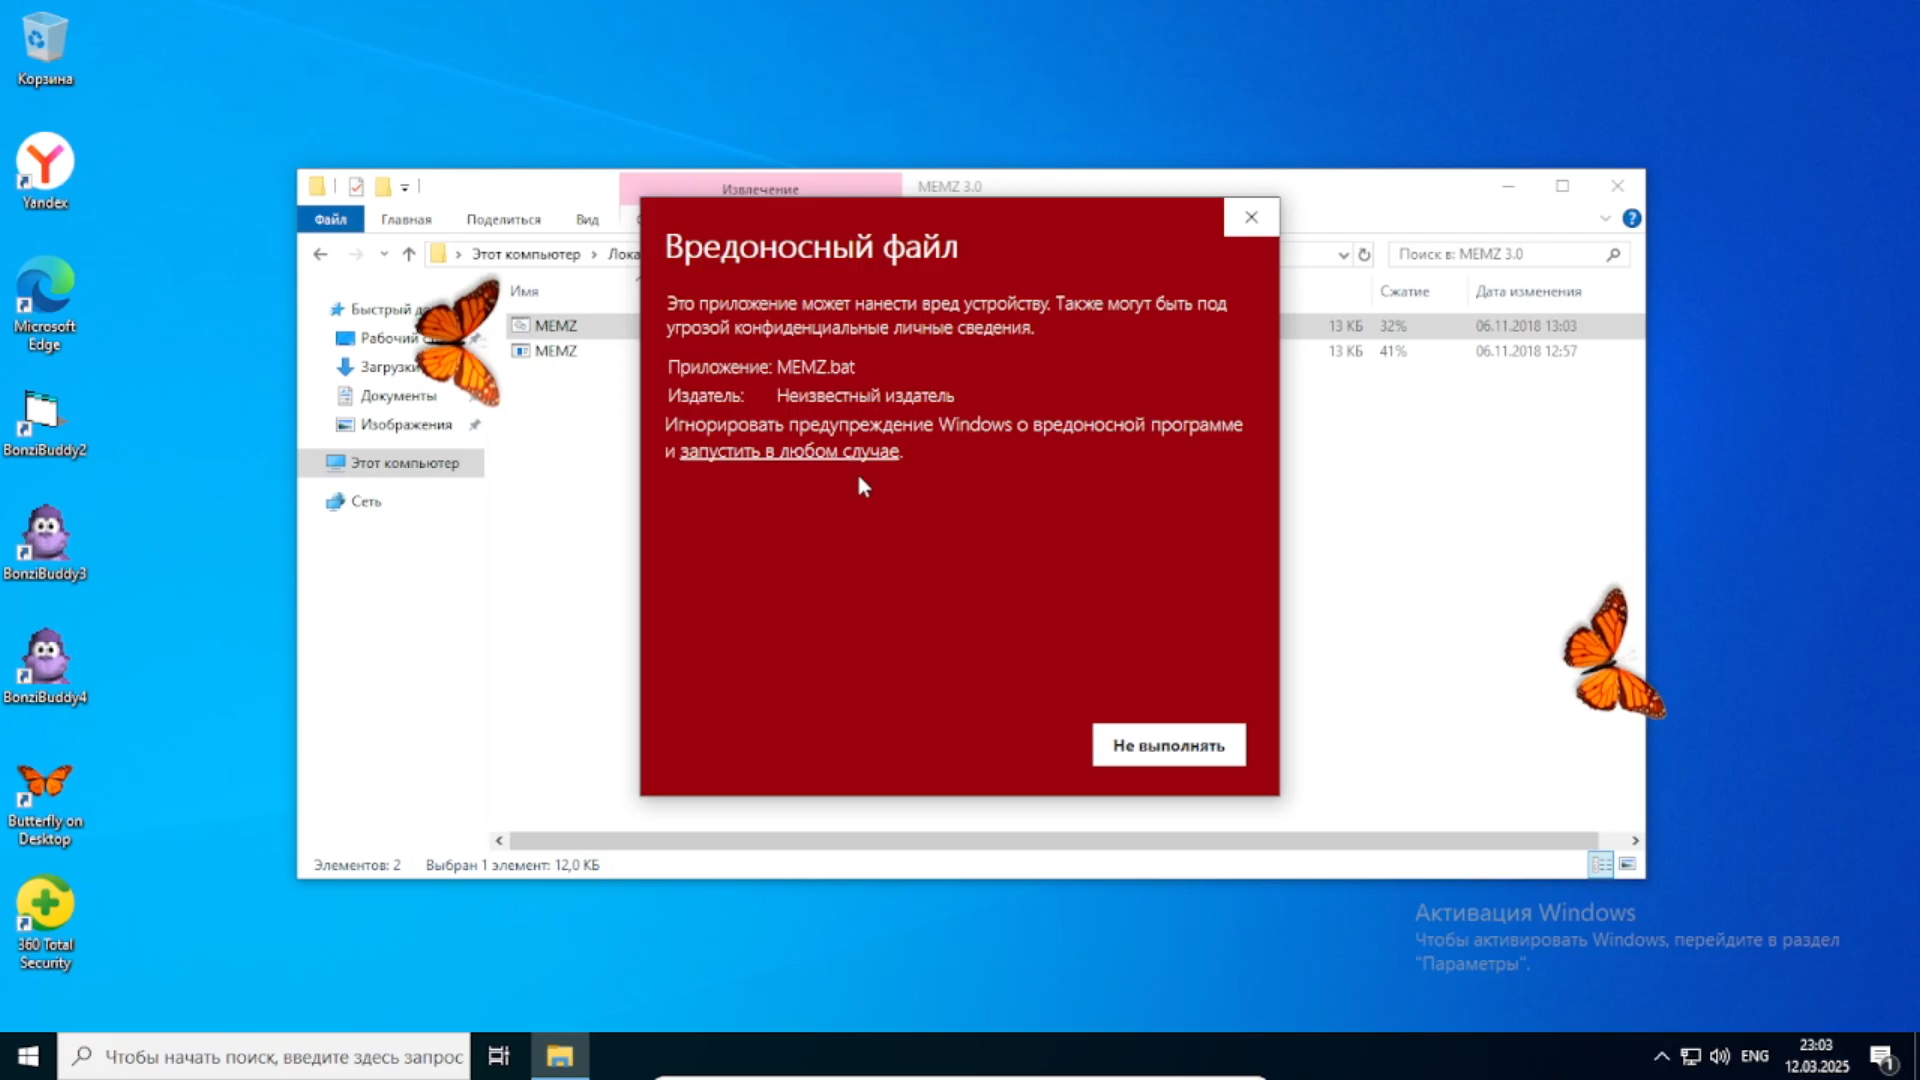 Корзина
Yandex
Microsoft
Edge
BonziBuddy2
BonziBuddy3
BonziBuddy4
Butterfly on
Desktop
360 Total
Security
Извлечение
MEMZ 3.0
Файл
Главная
Поделиться
Вид
Этот компьютер
Лока
Поиск в: MEMZ 3.0
Имя
Сжатие
Дата изменения
Быстрый д
Рабочий
Загрузки
Документы
Изображения
Этот компьютер
Сеть
MEMZ
13 КБ 32% 06.11.2018 13:03
MEMZ
13 КБ 41% 06.11.2018 12:57
Вредоносный файл
Это приложение может нанести вред устройству. Также могут быть под
угрозой конфиденциальные личные сведения.
Приложение: MEMZ.bat
Издатель: Неизвестный издатель
Игнорировать предупреждение Windows о вредоносной программе
и запустить в любом случае.
Не выполнять
Элементов: 2 Выбран 1 элемент: 12,0 КБ
Активация Windows
Чтобы активировать Windows, перейдите в раздел
"Параметры".
Чтобы начать поиск, введите здесь запрос
ENG
23:03
12.03.2025
1